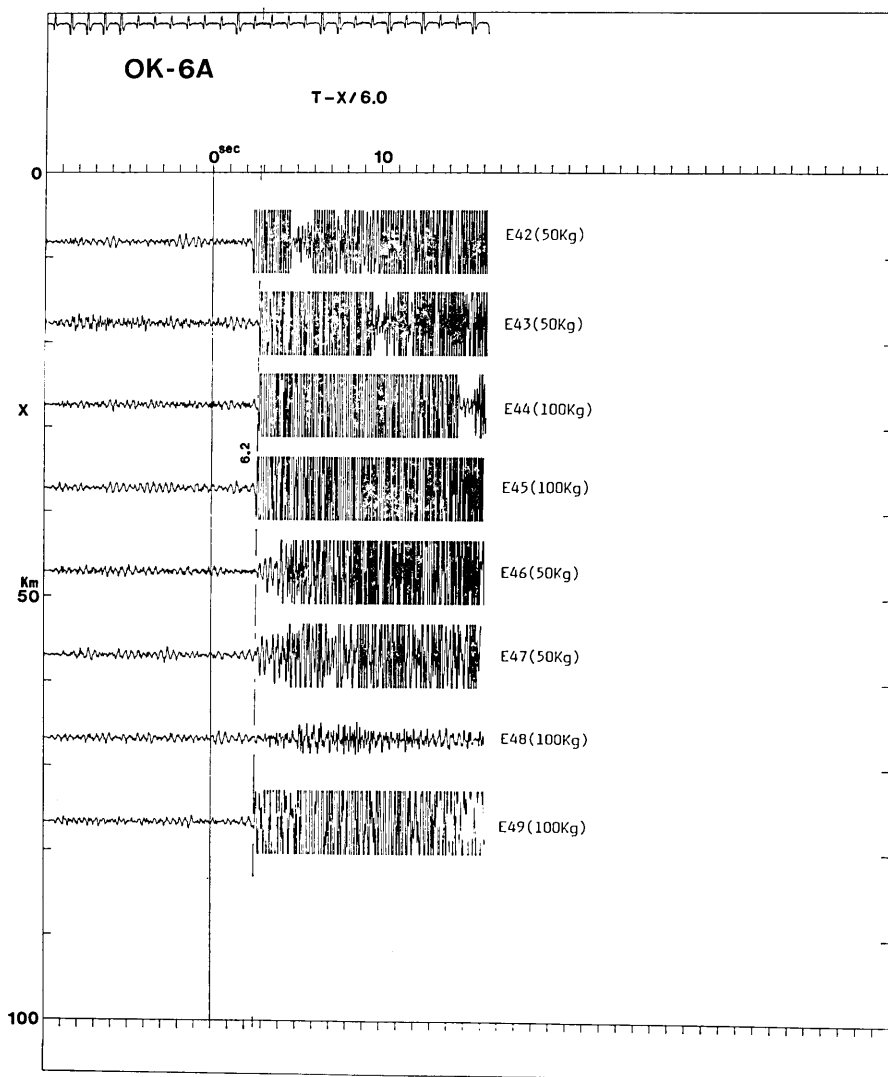 OK-6A
T-X/6.0
0sec 10
0
E42(50Kg)
E43(50Kg)
X
E44(100Kg)
6.2
E45(100Kg)
Km
50
E46(50Kg)
E47(50Kg)
E48(100Kg)
E49(100Kg)
100